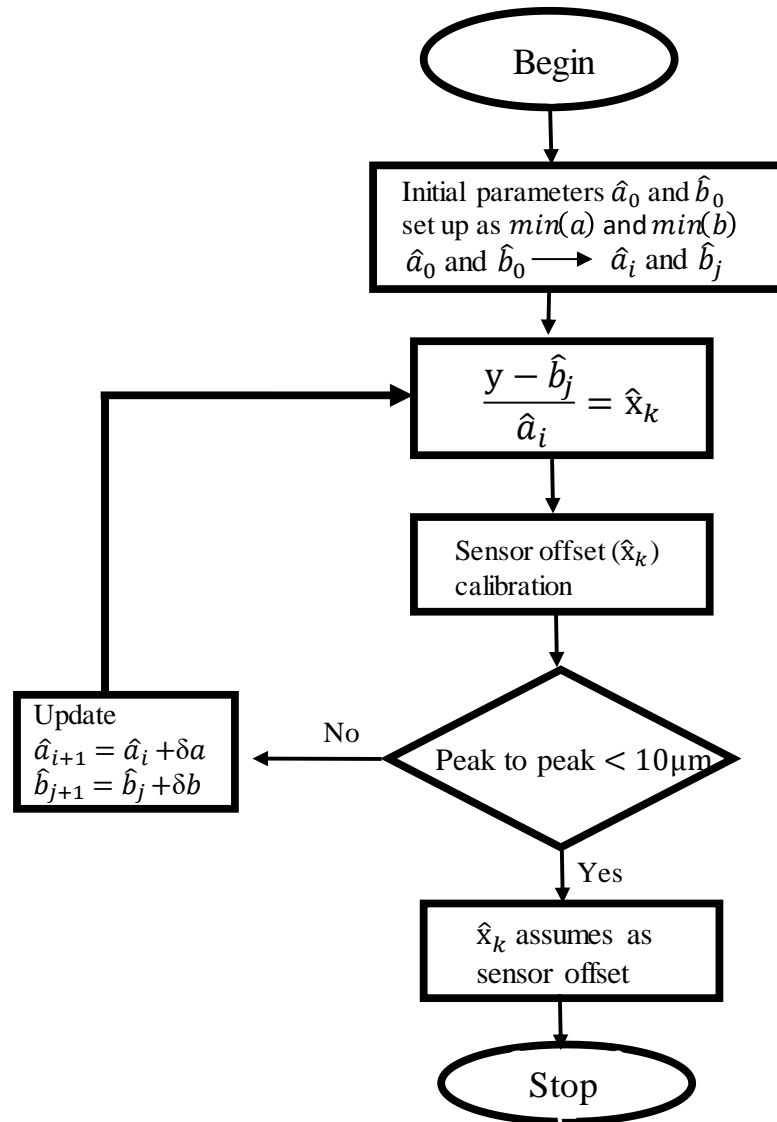 Begin
Initial parameters â₀ and b̂₀
set up as min(a) and min(b)
â₀ and b̂₀ ⟶ âᵢ and b̂ⱼ
y − b̂ⱼ
âᵢ
= x̂ₖ
Sensor offset (x̂ₖ)
calibration
Peak to peak < 10μm
No
Update
âᵢ₊₁ = âᵢ +δa
b̂ⱼ₊₁ = b̂ⱼ +δb
Yes
x̂ₖ assumes as
sensor offset
Stop